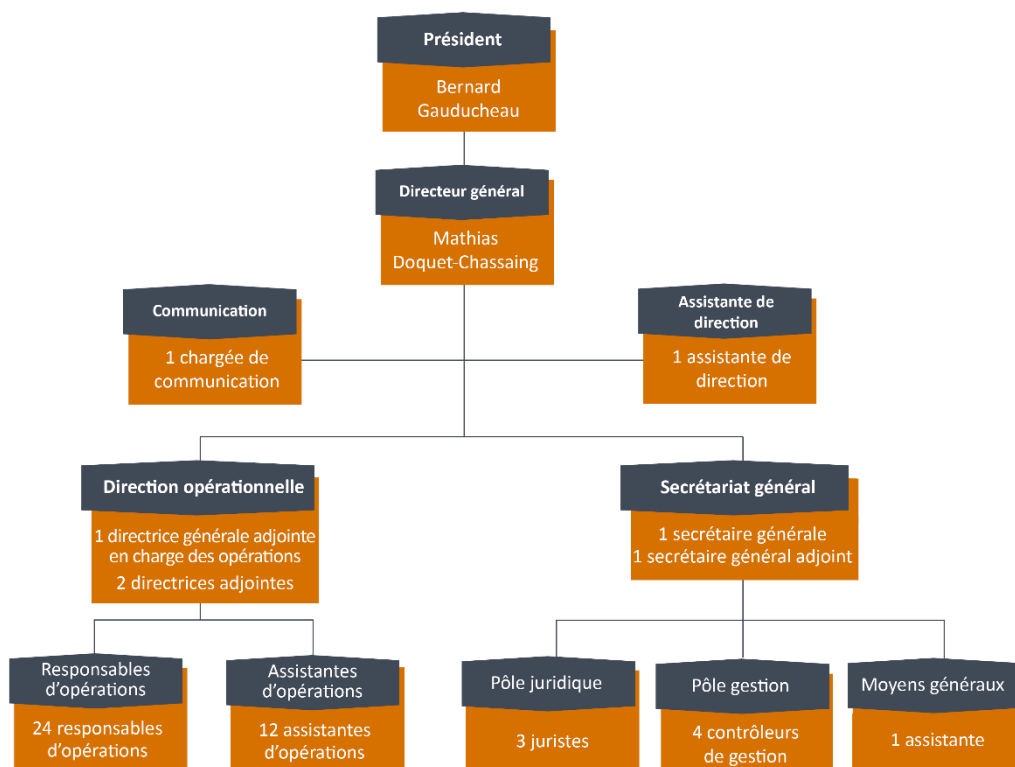 Président
Bernard
Gauducheau
Directeur général
Mathias
Doquet-Chassaing
Communication
1 chargée de
communication
Assistante de
direction
1 assistante de
direction
Direction opérationnelle
1 directrice générale adjointe
en charge des opérations
2 directrices adjointes
Secrétariat général
1 secrétaire générale
1 secrétaire général adjoint
Responsables
d’opérations
24 responsables
d’opérations
Assistantes
d’opérations
12 assistantes
d’opérations
Pôle juridique
3 juristes
Pôle gestion
4 contrôleurs
de gestion
Moyens généraux
1 assistante